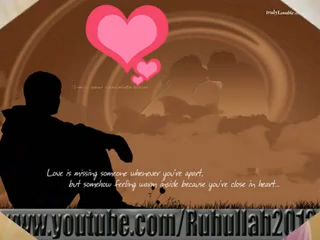 Love is missing someone whenever you're apart,
but somehow feeling warm inside because you're close in heart...
www.youtube.com/Ruhullah2013